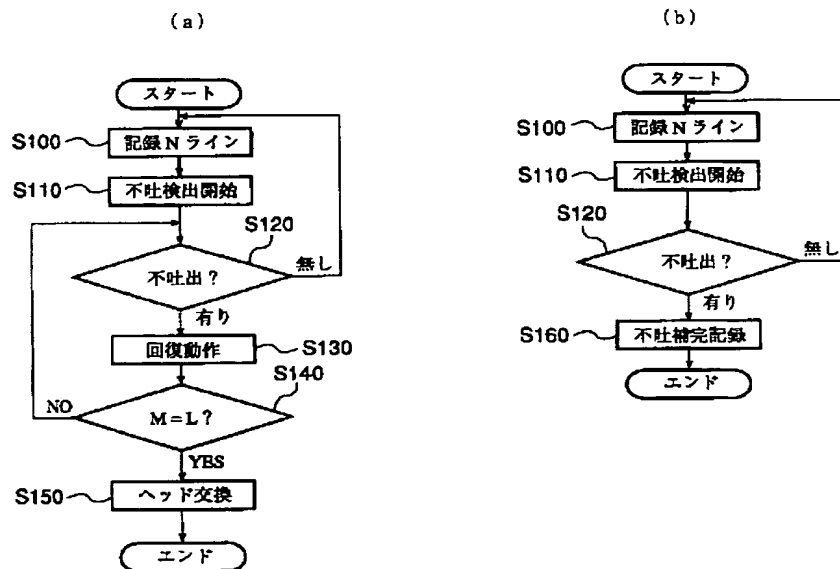 (a)
スタート
S100
記録Nライン
S110
不吐検出開始
S120
不吐出?
無し
有り
回復動作
S130
S140
M=L?
NO
YES
S150
ヘッド交換
エンド
(b)
スタート
S100
記録Nライン
S110
不吐検出開始
S120
不吐出?
無し
有り
S160
不吐補完記録
エンド